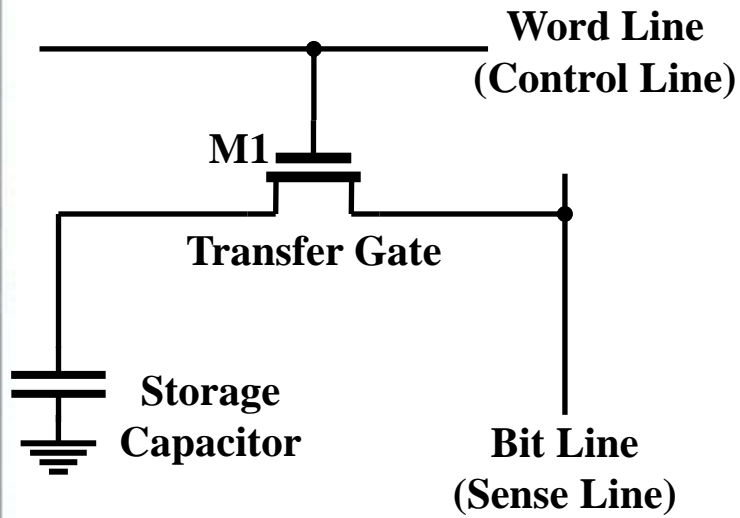 Word Line
(Control Line)
M1
Transfer Gate
Storage
Capacitor
Bit Line
(Sense Line)